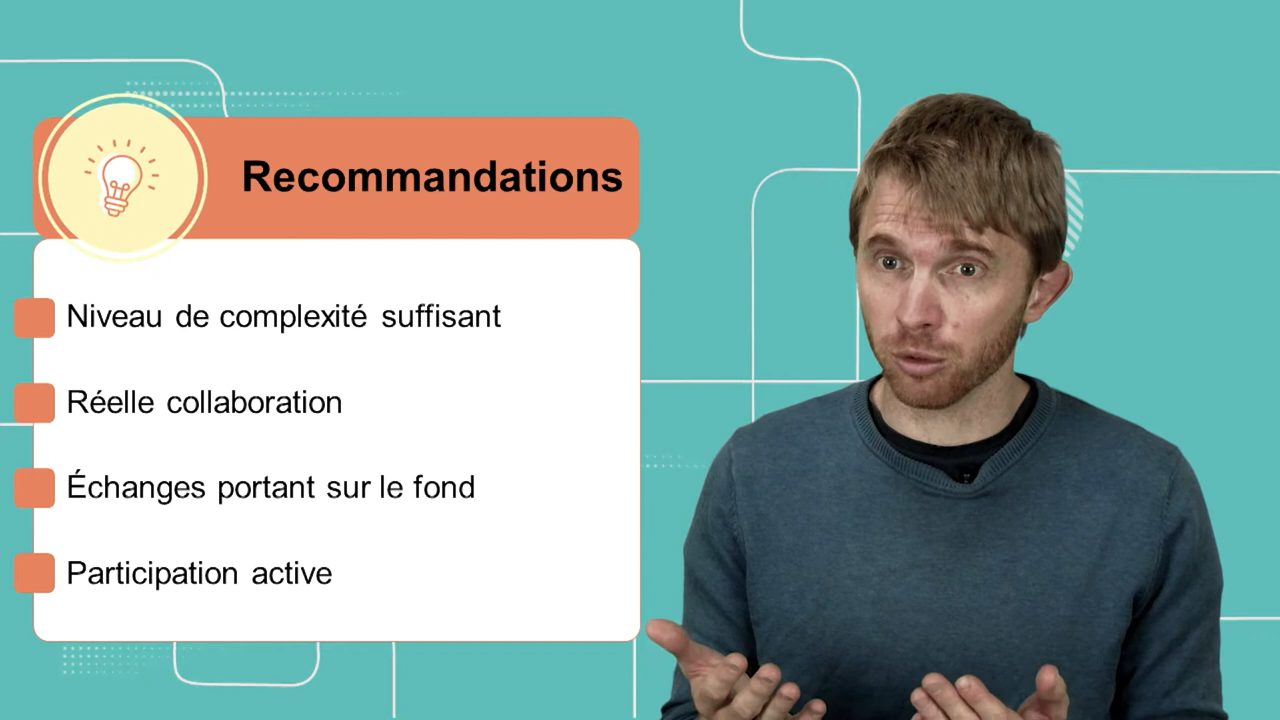 Recommandations
Niveau de complexité suffisant
Réelle collaboration
Échanges portant sur le fond
Participation active